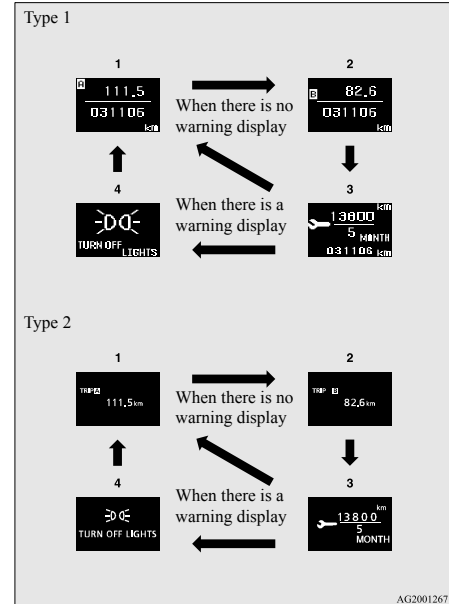 Type 1
1
2
A
111.5
031106
km
When there is no
warning display
B
82.6
031106
km
4
3
TURN OFF
LIGHTS
When there is a
warning display
km
13800
5 MONTH
031106 km
Type 2
1
2
TRIP A
111.5km
When there is no
warning display
TRIP B
82.6km
4
3
TURN OFF LIGHTS
When there is a
warning display
km
13800
5
MONTH
AG2001267